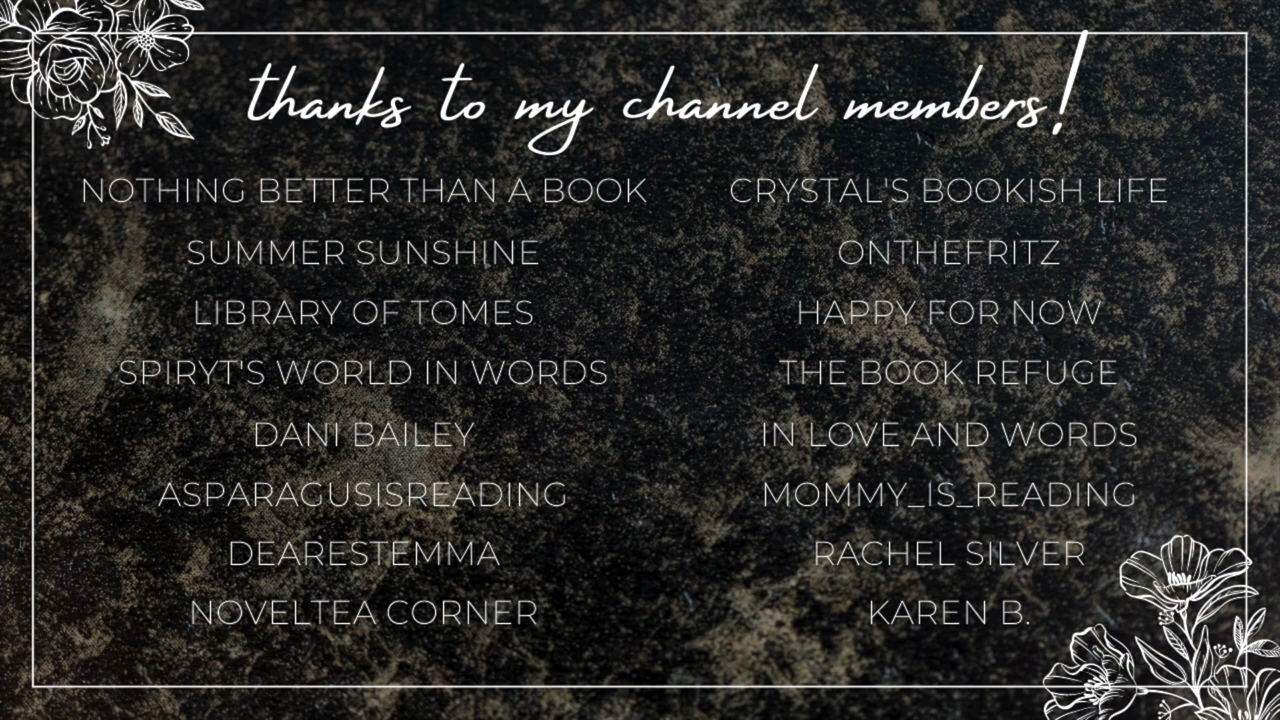 thanks to my channel members!
NOTHING BETTER THAN A BOOK
SUMMER SUNSHINE
LIBRARY OF TOMES
SPIRYT'S WORLD IN WORDS
DANI BAILEY
ASPARAGUSISREADING
DEARESTEMMA
NOVELTEA CORNER
CRYSTAL'S BOOKISH LIFE
ONTHEFRITZ
HAPPY FOR NOW
THE BOOK REFUGE
IN LOVE AND WORDS
MOMMY_IS_READING
RACHEL SILVER
KAREN B.